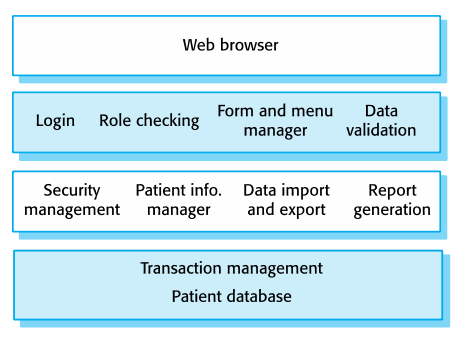 Web browser
Login Role checking Form and menu manager Data validation
Security management Patient info. manager Data import and export Report generation
Transaction management
Patient database